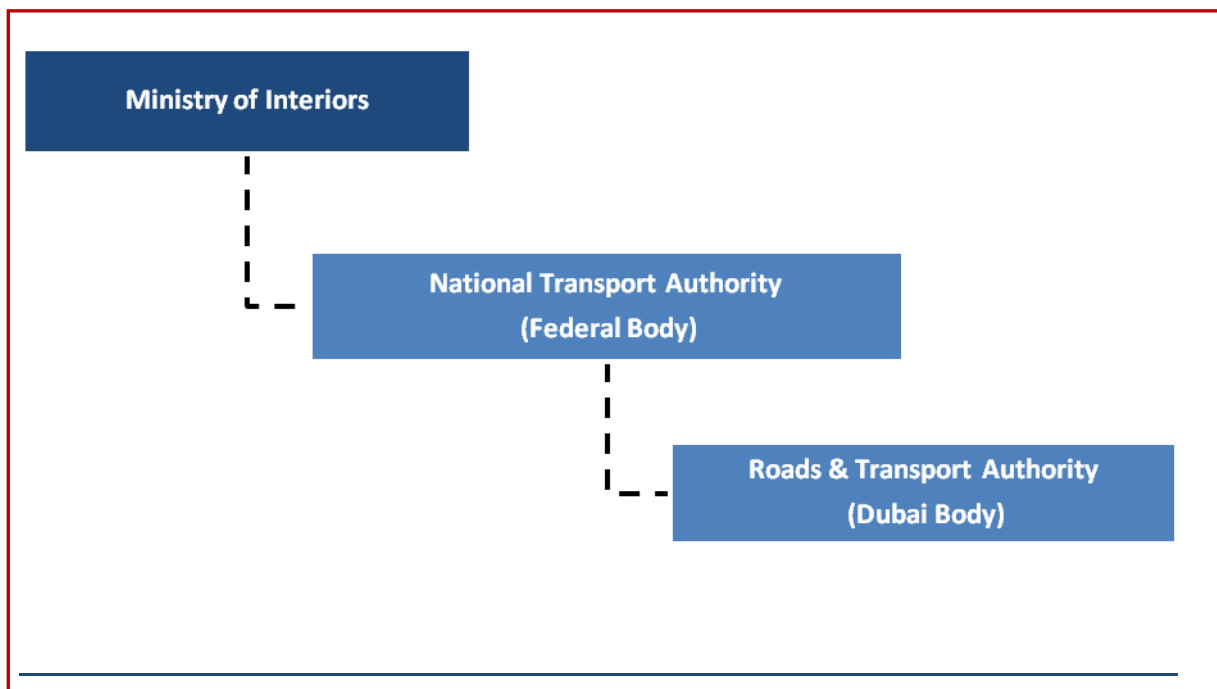 Ministry of Interiors
National Transport Authority
(Federal Body)
Roads & Transport Authority
(Dubai Body)